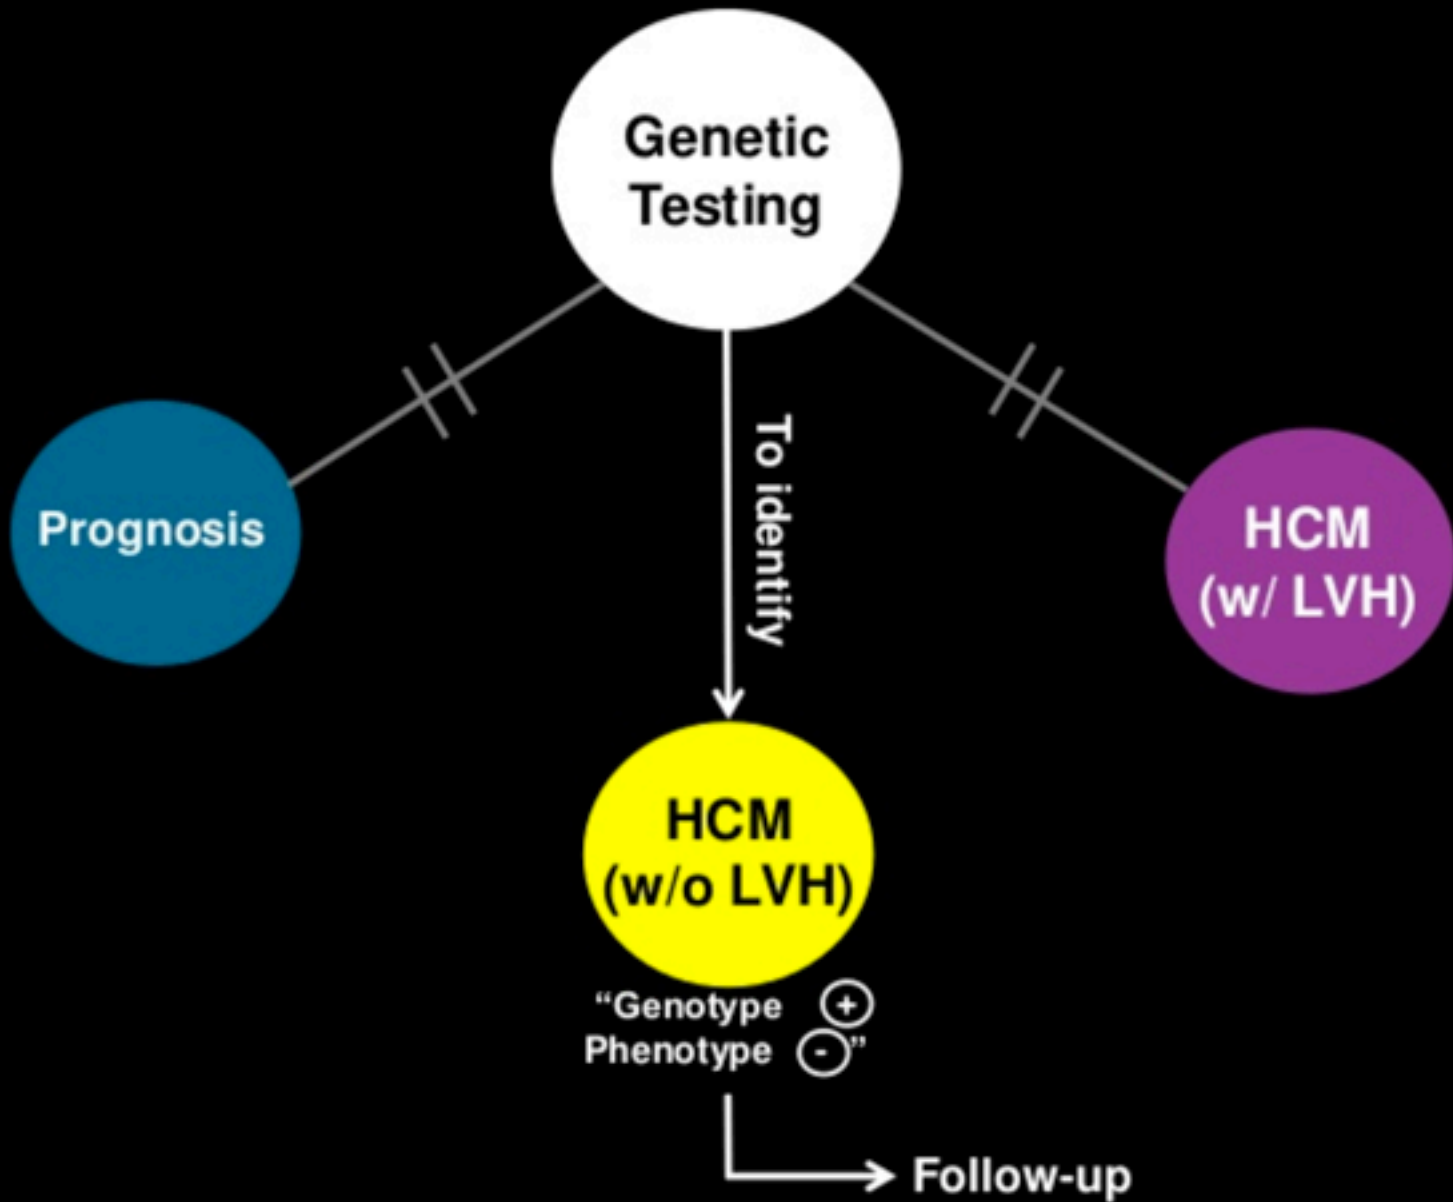 Genetic
Testing
To identify
Prognosis
HCM
(w/ LVH)
HCM
(w/o LVH)
“Genotype +
Phenotype -”
Follow-up